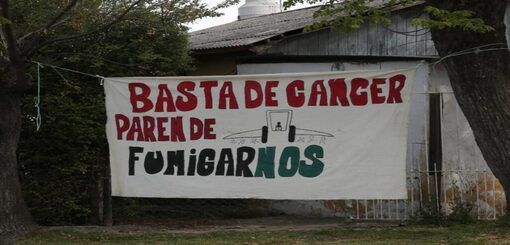 BASTA DE CANCER
PAREN DE
FUMIGARNOS